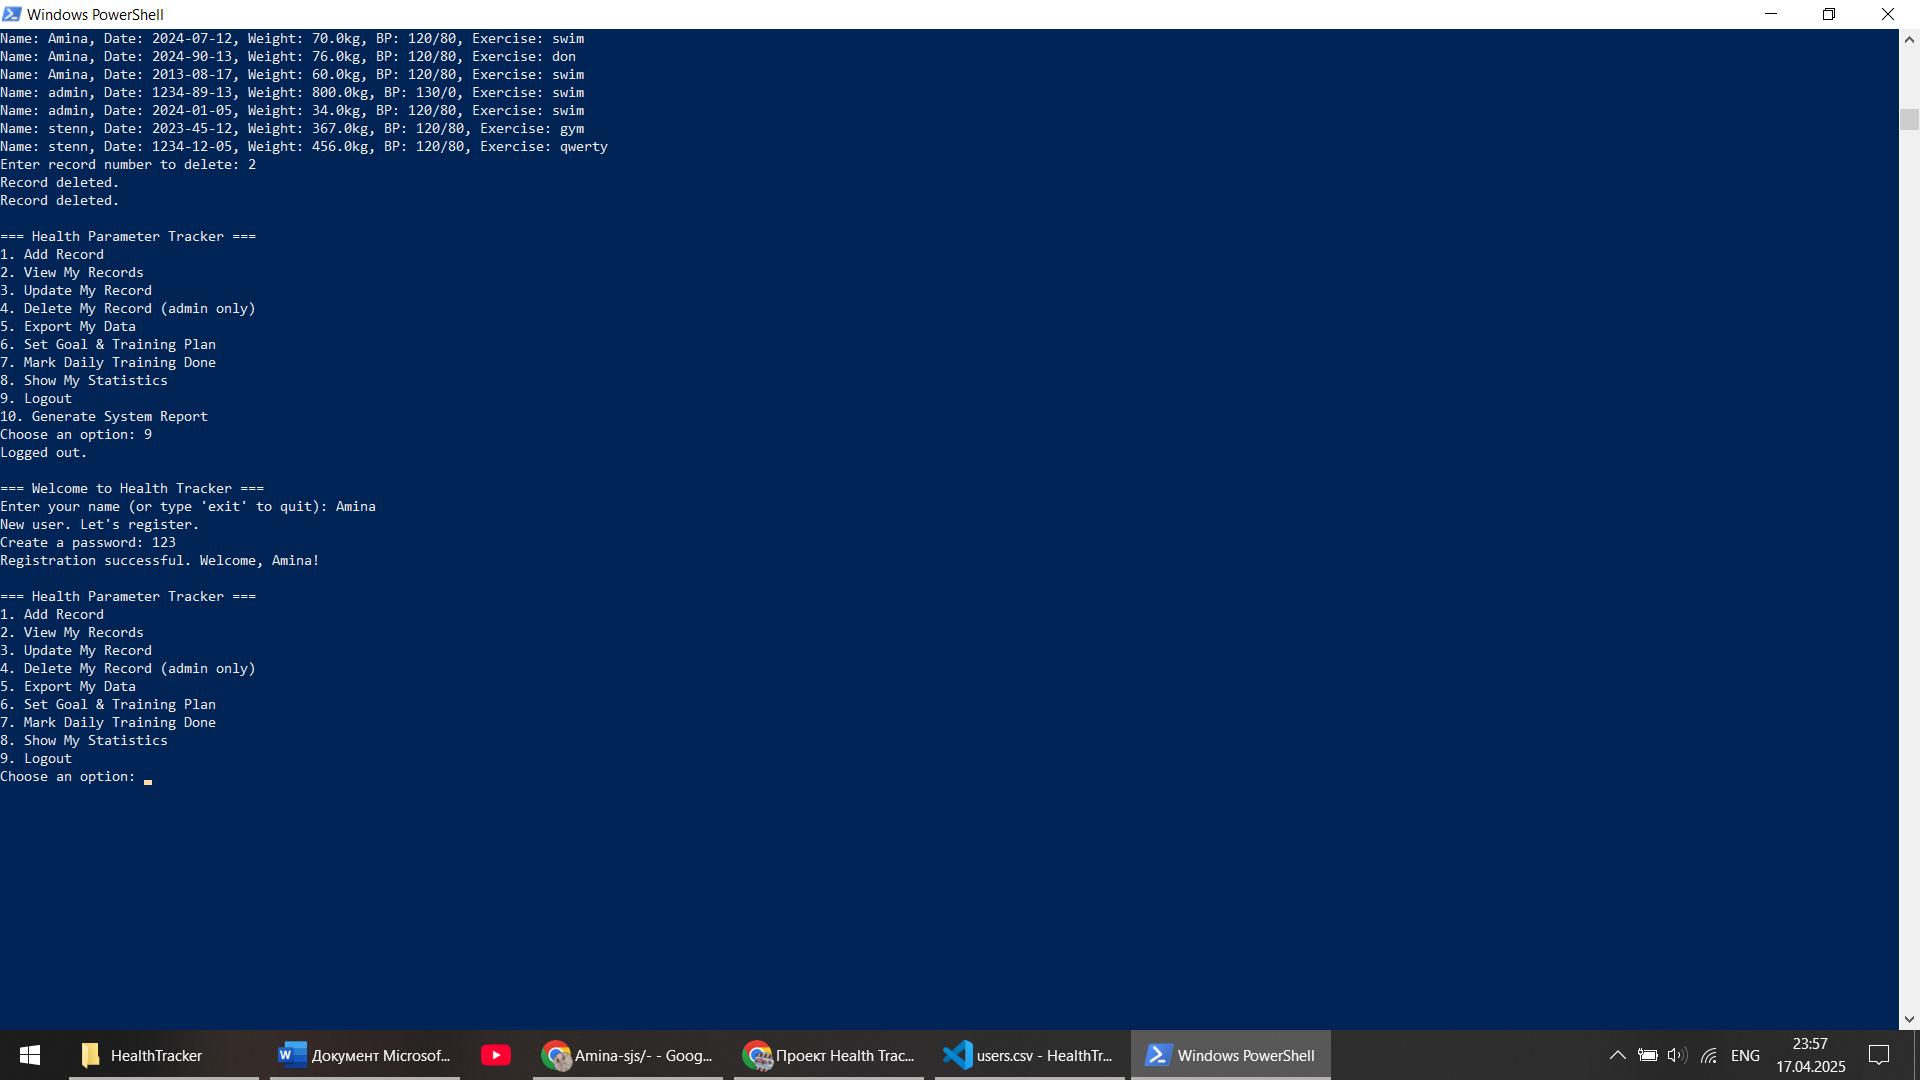 Windows PowerShell
Name: Amina, Date: 2024-07-12, Weight: 70.0kg, BP: 120/80, Exercise: swim
Name: Amina, Date: 2024-90-13, Weight: 76.0kg, BP: 120/80, Exercise: don
Name: Amina, Date: 2013-08-17, Weight: 60.0kg, BP: 120/80, Exercise: swim
Name: admin, Date: 1234-89-13, Weight: 800.0kg, BP: 130/0, Exercise: swim
Name: admin, Date: 2024-01-05, Weight: 34.0kg, BP: 120/80, Exercise: swim
Name: stenn, Date: 2023-45-12, Weight: 367.0kg, BP: 120/80, Exercise: gym
Name: stenn, Date: 1234-12-05, Weight: 456.0kg, BP: 120/80, Exercise: qwerty
Enter record number to delete: 2
Record deleted.
Record deleted.
=== Health Parameter Tracker ===
1. Add Record
2. View My Records
3. Update My Record
4. Delete My Record (admin only)
5. Export My Data
6. Set Goal & Training Plan
7. Mark Daily Training Done
8. Show My Statistics
9. Logout
10. Generate System Report
Choose an option: 9
Logged out.
=== Welcome to Health Tracker ===
Enter your name (or type 'exit' to quit): Amina
New user. Let's register.
Create a password: 123
Registration successful. Welcome, Amina!
=== Health Parameter Tracker ===
1. Add Record
2. View My Records
3. Update My Record
4. Delete My Record (admin only)
5. Export My Data
6. Set Goal & Training Plan
7. Mark Daily Training Done
8. Show My Statistics
9. Logout
Choose an option:
HealthTracker
Документ Microsof...
Amina-sjs/- - Goog...
Проект Health Trac...
users.csv - HealthTr...
Windows PowerShell
ENG
23:57
17.04.2025